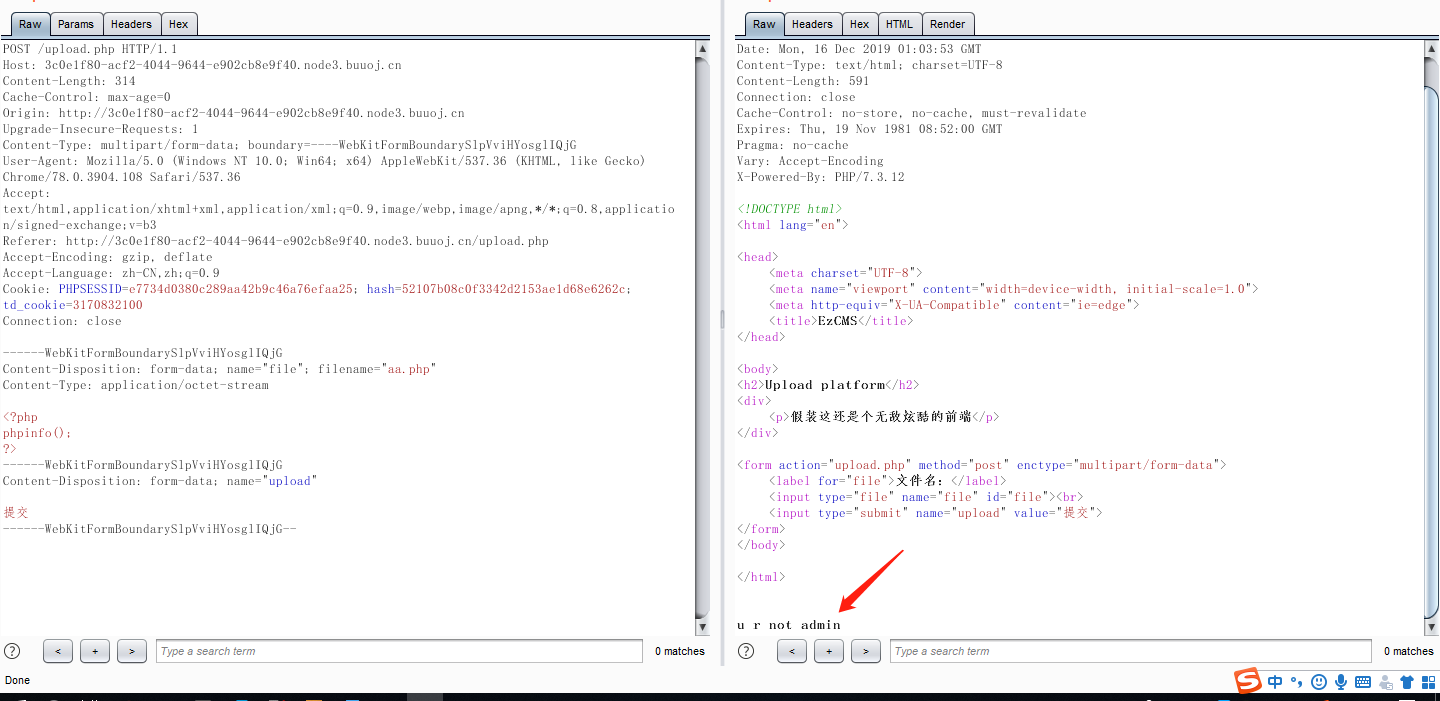 Raw Params Headers Hex
POST /upload.php HTTP/1.1
Host: 3c0e1f80-acf2-4044-9644-e902cb8e9f40.node3.buuoj.cn
Content-Length: 314
Cache-Control: max-age=0
Origin: http://3c0e1f80-acf2-4044-9644-e902cb8e9f40.node3.buuoj.cn
Upgrade-Insecure-Requests: 1
Content-Type: multipart/form-data; boundary=----WebKitFormBoundarySlpVviHYosglIQjG
User-Agent: Mozilla/5.0 (Windows NT 10.0; Win64; x64) AppleWebKit/537.36 (KHTML, like Gecko)
Chrome/78.0.3904.108 Safari/537.36
Accept:
text/html,application/xhtml+xml,application/xml;q=0.9,image/webp,image/apng,*/*;q=0.8,applicatio
n/signed-exchange;v=b3
Referer: http://3c0e1f80-acf2-4044-9644-e902cb8e9f40.node3.buuoj.cn/upload.php
Accept-Encoding: gzip, deflate
Accept-Language: zh-CN,zh;q=0.9
Cookie: PHPSESSID=e7734d0380c289aa42b9c46a76efaa25; hash=52107b08c0f3342d2153ae1d68e6262c;
td_cookie=3170832100
Connection: close
------WebKitFormBoundarySlpVviHYosglIQjG
Content-Disposition: form-data; name="file"; filename="aa.php"
Content-Type: application/octet-stream
<?php
phpinfo();
?>
------WebKitFormBoundarySlpVviHYosglIQjG
Content-Disposition: form-data; name="upload"
提交
------WebKitFormBoundarySlpVviHYosglIQjG--
? < + > Type a search term 0 matches
Done
Raw Headers Hex HTML Render
Date: Mon, 16 Dec 2019 01:03:53 GMT
Content-Type: text/html; charset=UTF-8
Content-Length: 591
Connection: close
Cache-Control: no-store, no-cache, must-revalidate
Expires: Thu, 19 Nov 1981 08:52:00 GMT
Pragma: no-cache
Vary: Accept-Encoding
X-Powered-By: PHP/7.3.12
<!DOCTYPE html>
<html lang="en">
<head>
<meta charset="UTF-8">
<meta name="viewport" content="width=device-width, initial-scale=1.0">
<meta http-equiv="X-UA-Compatible" content="ie=edge">
<title>EzCMS</title>
</head>
<body>
<h2>Upload platform</h2>
<div>
<p>假装这还是个无敌炫酷的前端</p>
</div>
<form action="upload.php" method="post" enctype="multipart/form-data">
<label for="file">文件名：</label>
<input type="file" name="file" id="file"><br>
<input type="submit" name="upload" value="提交">
</form>
</body>
</html>
u r not admin
? < + > Type a search term 0 matches
S 中